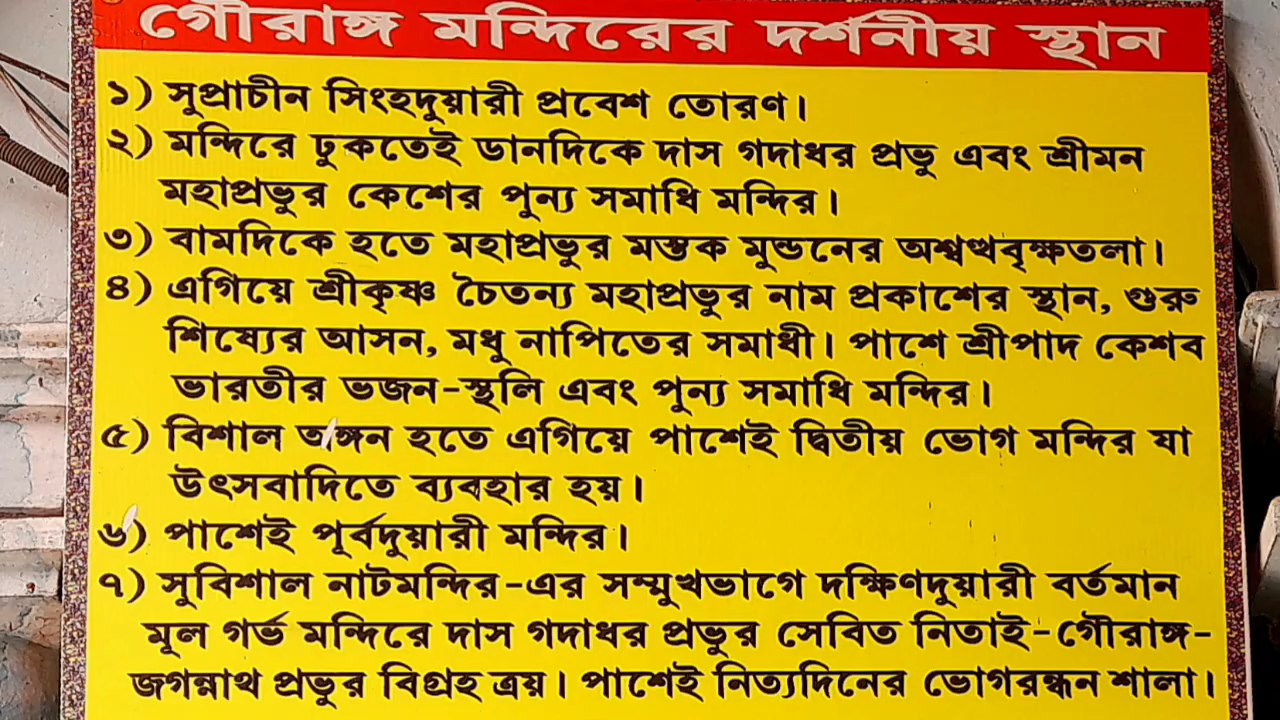 গৌরাঙ্গ মন্দিরের দর্শনীয় স্থান
১) সুপ্রাচীন সিংহদুয়ারী প্রবেশ তোরণ।
২) মন্দিরে ঢুকতেই ডানদিকে দাস গদাধর প্রভু এবং শ্রীমন
মহাপ্রভুর কেশের পুন্য সমাধি মন্দির।
৩) বামদিকে হতে মহাপ্রভুর মস্তক মুন্ডনের অশ্বত্থবৃক্ষতলা।
৪) এগিয়ে শ্রীকৃষ্ণ চৈতন্য মহাপ্রভুর নাম প্রকাশের স্থান, গুরু
শিষ্যের আসন, মধু নাপিতের সমাধী। পাশে শ্রীপাদ কেশব
ভারতীর ভজন-স্থলি এবং পুন্য সমাধি মন্দির।
৫) বিশাল অঙ্গন হতে এগিয়ে পাশেই দ্বিতীয় ভোগ মন্দির যা
উৎসবাদিতে ব্যবহার হয়।
৬) পাশেই পূর্বদুয়ারী মন্দির।
৭) সুবিশাল নাটমন্দির-এর সম্মুখভাগে দক্ষিণদুয়ারী বর্তমান
মূল গর্ভ মন্দিরে দাস গদাধর প্রভুর সেবিত নিতাই-গৌরাঙ্গ-
জগন্নাথ প্রভুর বিগ্রহ ত্রয়। পাশেই নিত্যদিনের ভোগরন্ধন শালা।